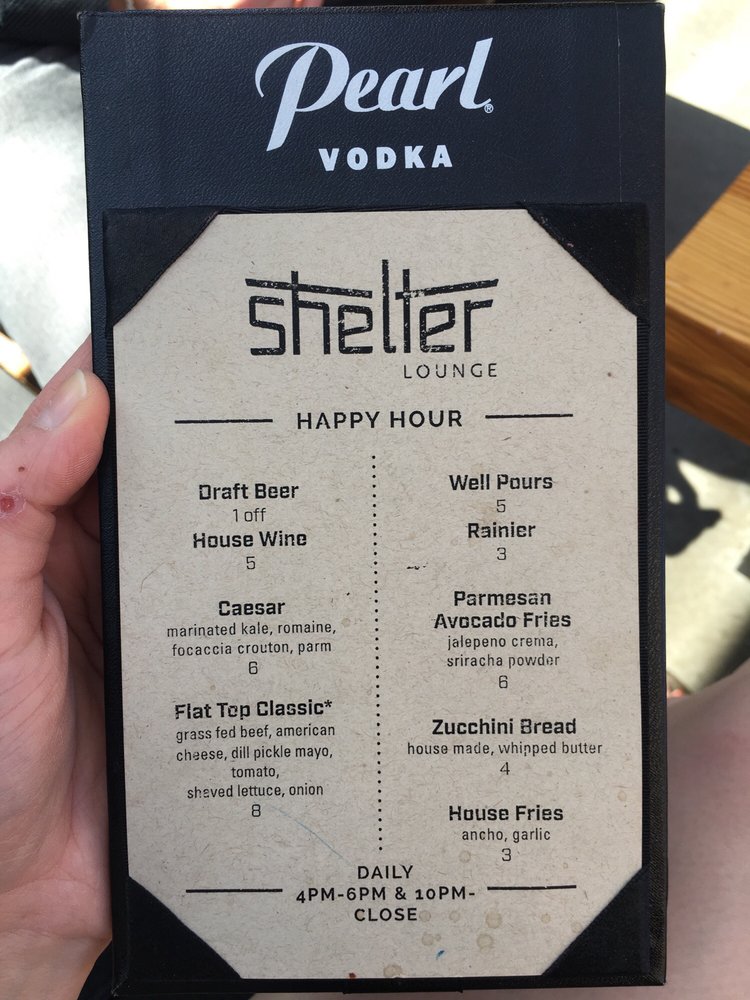 Pearl®
VODKA
shelter
LOUNGE
HAPPY HOUR
Draft Beer
1 off
House Wine
5
Caesar
marinated kale, romaine,
focaccia crouton, parm
6
Flat Top Classic*
grass fed beef, american
cheese, dill pickle mayo,
tomato,
shaved lettuce, onion
8
Well Pours
5
Rainier
3
Parmesan
Avocado Fries
jalepeno crema,
sriracha powder
6
Zucchini Bread
house made, whipped butter
4
House Fries
ancho, garlic
3
DAILY
4PM-6PM & 10PM-
CLOSE